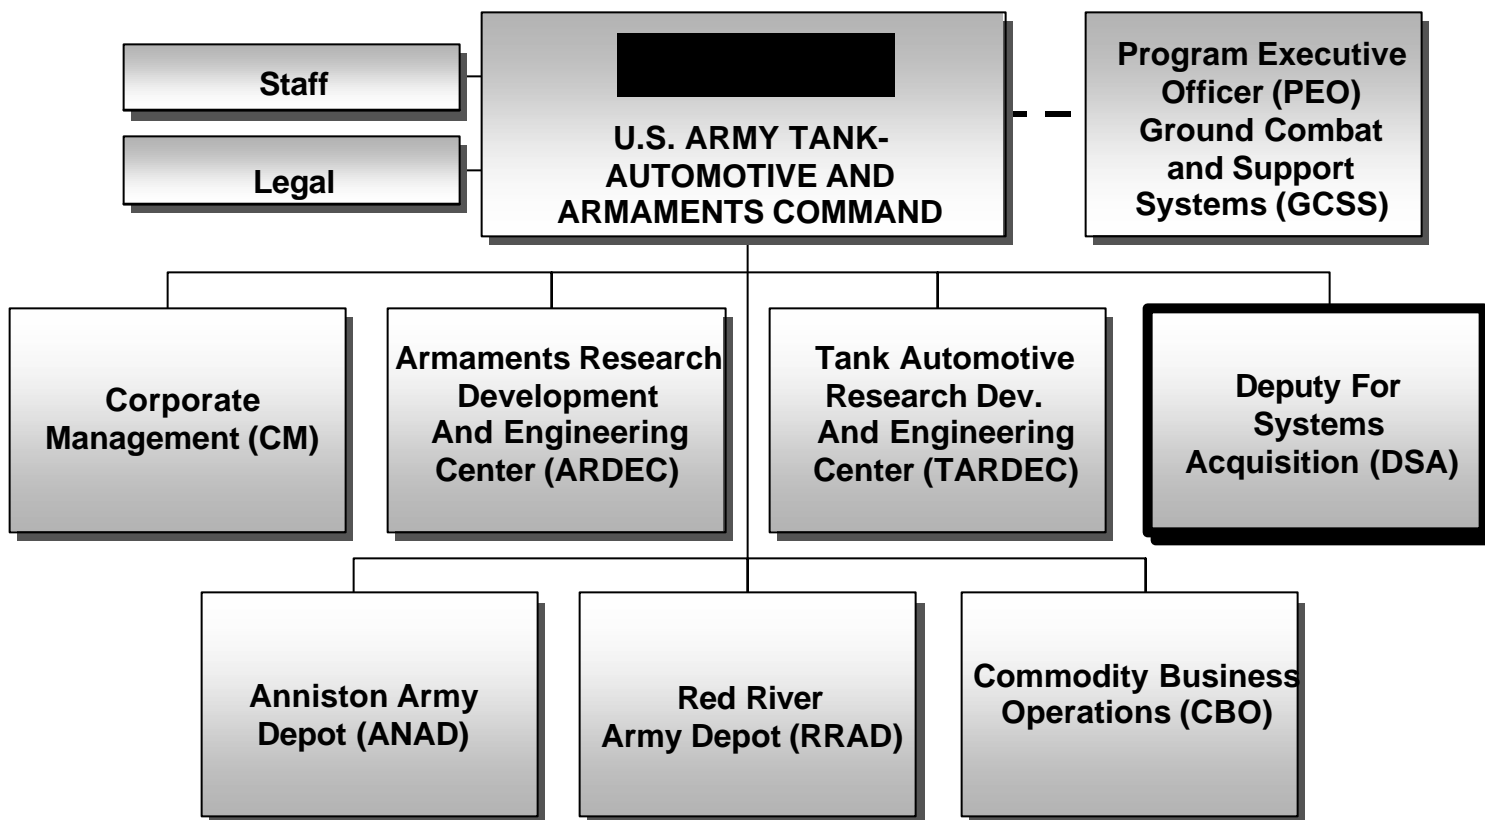 Staff
Legal
U.S. ARMY TANK-
AUTOMOTIVE AND
ARMAMENTS COMMAND
Program Executive
Officer (PEO)
Ground Combat
and Support
Systems (GCSS)
Corporate
Management (CM)
Armaments Research
Development
And Engineering
Center (ARDEC)
Tank Automotive
Research Dev.
And Engineering
Center (TARDEC)
Deputy For
Systems
Acquisition (DSA)
Anniston Army
Depot (ANAD)
Red River
Army Depot (RRAD)
Commodity Business
Operations (CBO)